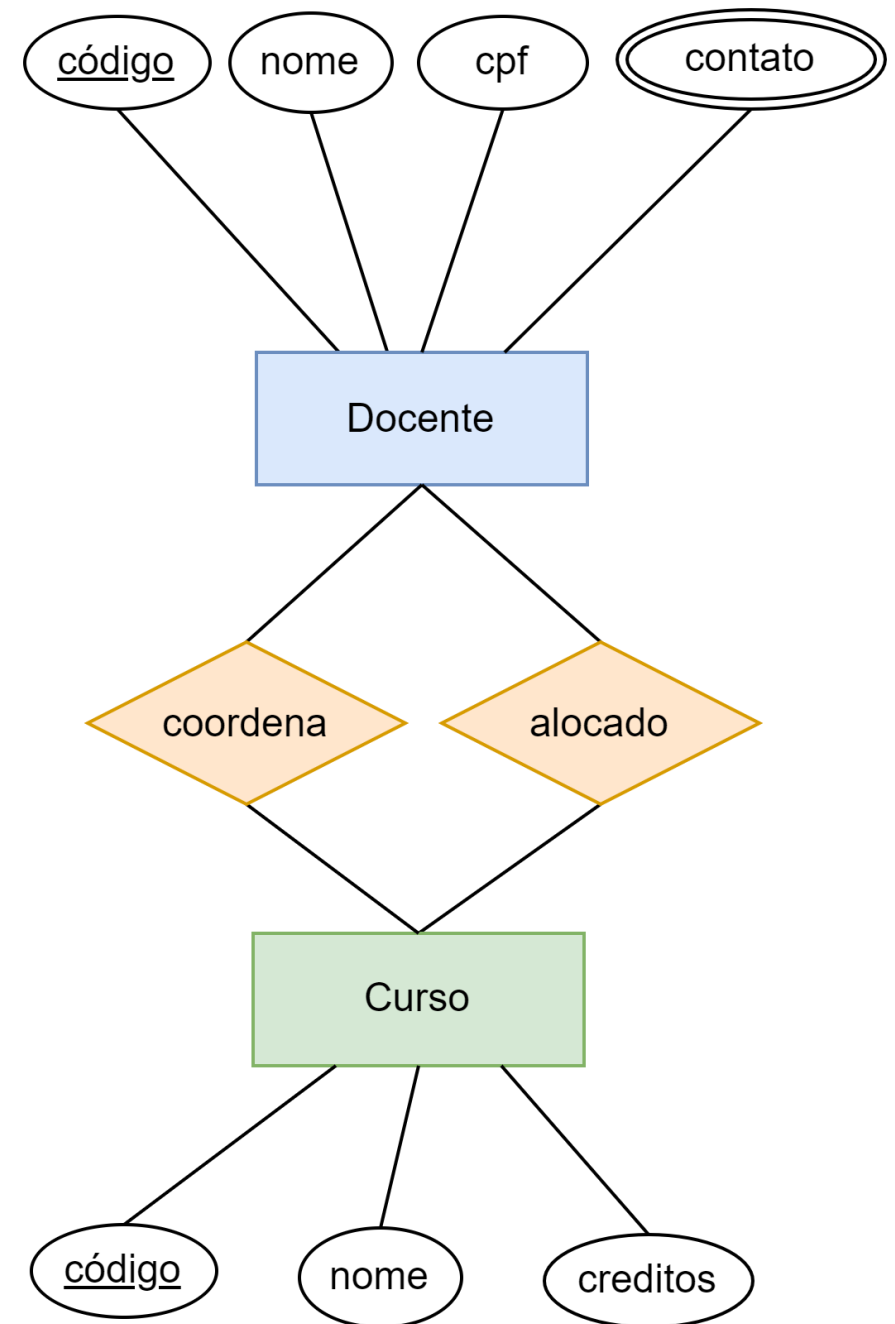 código
nome
cpf
contato
Docente
coordena
alocado
Curso
código
nome
creditos